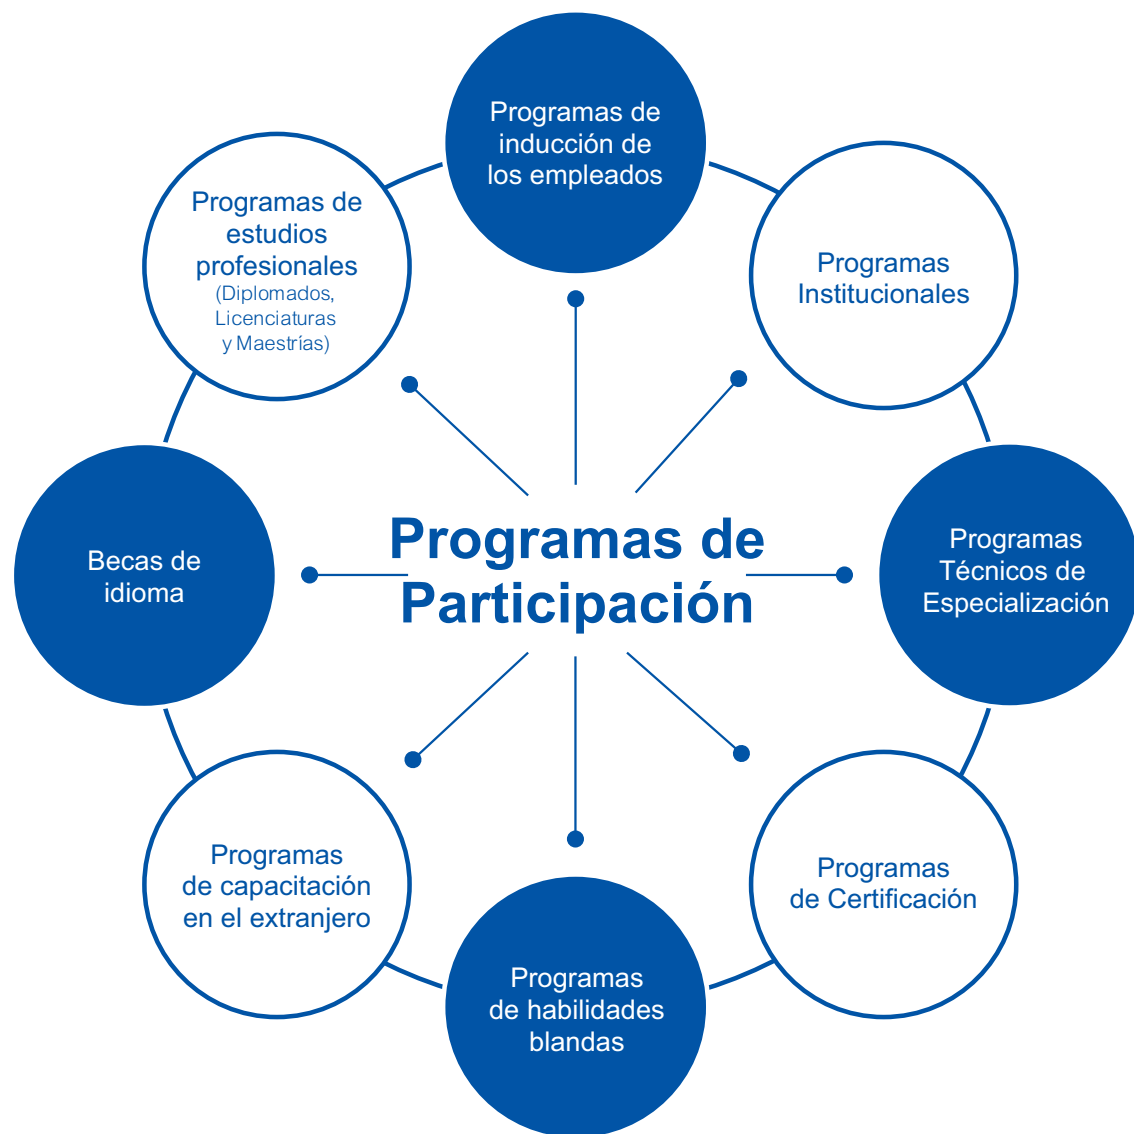 Programas de
inducción de
los empleados
Programas
Institucionales
Programas
Técnicos de
Especialización
Programas
de Certificación
Programas
de habilidades
blandas
Programas
de capacitación
en el extranjero
Becas de
idioma
Programas de
estudios
profesionales
(Diplomados,
Licenciaturas
y Maestrías)
Programas de
Participación